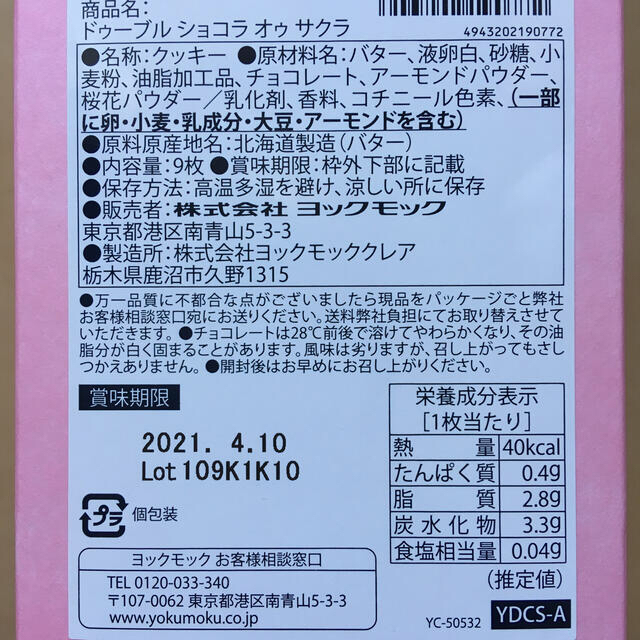 商品名：
ドゥーブル ショコラ オゥ サクラ
4943202190772
●名称：クッキー ●原材料名：バター、液卵白、砂糖、小
麦粉、油脂加工品、チョコレート、アーモンドパウダー、
桜花パウダー／乳化剤、香料、コチニール色素、（一部
に卵・小麦・乳成分・大豆・アーモンドを含む）
●原料原産地名：北海道製造（バター）
●内容量：9枚 ●賞味期限：枠外下部に記載
●保存方法：高温多湿を避け、涼しい所に保存
●販売者：株式会社 ヨックモック
東京都港区南青山5-3-3
●製造所：株式会社ヨックモッククレア
栃木県鹿沼市久野1315
●万一品質に不都合な点がございましたら現品をパッケージごと弊社
お客様相談窓口宛にお送りください。送料弊社負担にてお取り替えさせて
いただきます。●チョコレートは28℃前後で溶けてやわらかくなり、その油
脂分が白く固まることがあります。風味は劣りますが、召し上がってもさし
つかえありません。●開封後はお早めにお召し上がりください。
賞味期限
2021. 4.10
Lot 109K1K10
プラ 個包装
ヨックモック お客様相談窓口
TEL 0120-033-340
〒107-0062 東京都港区南青山5-3-3
www.yokumoku.co.jp
栄養成分表示
[1枚当たり]
熱量 40kcal
たんぱく質 0.4g
脂質 2.8g
炭水化物 3.3g
食塩相当量 0.04g
（推定値）
YC-50532 YDCS-A